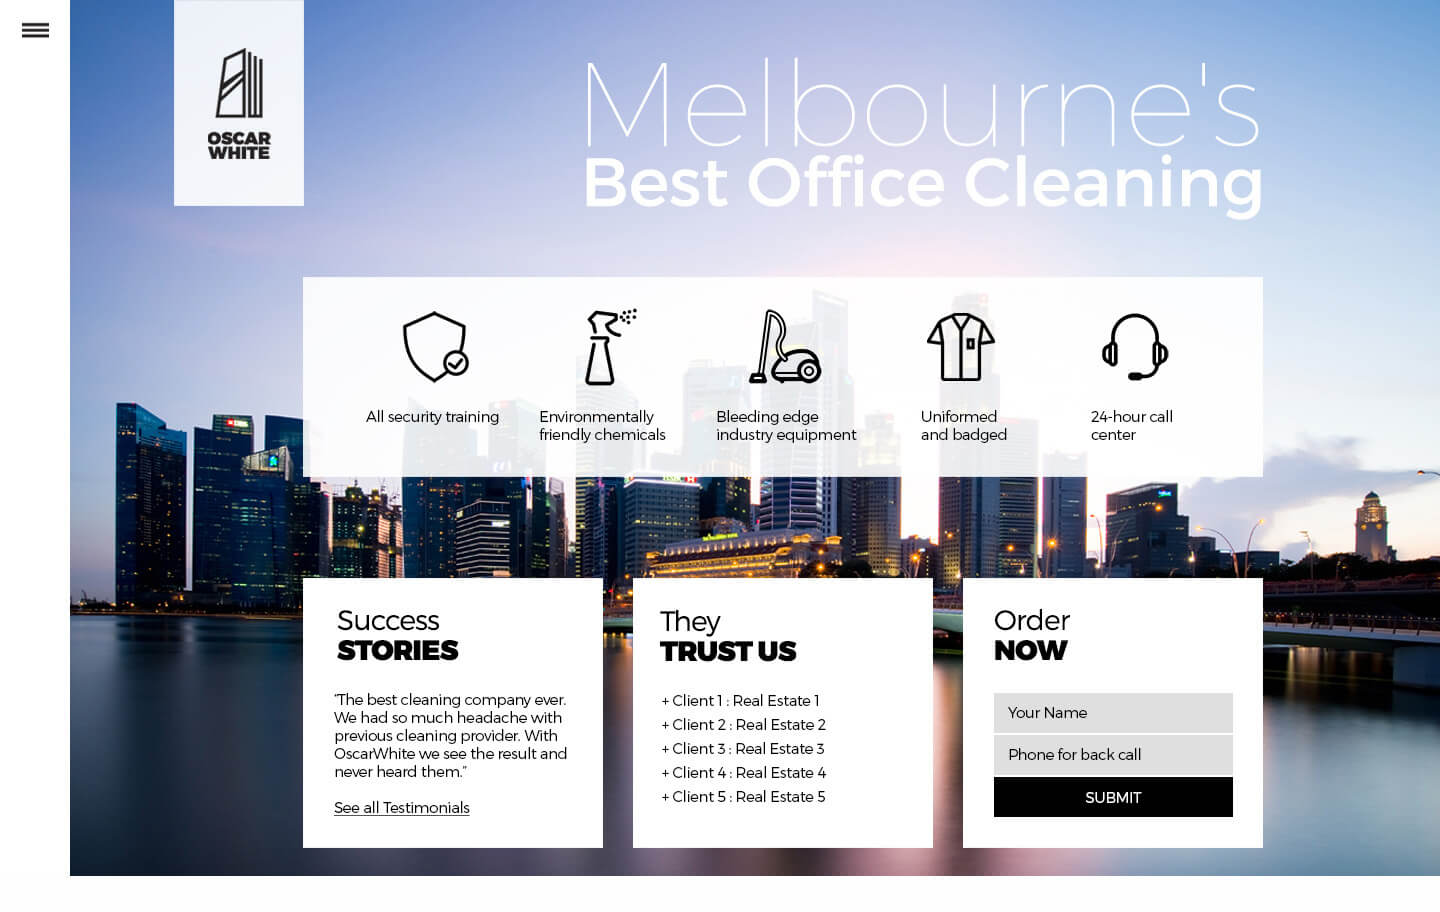 OSCAR
WHITE
Melbourne's
Best Office Cleaning
All security training
Environmentally
friendly chemicals
Bleeding edge
industry equipment
Uniformed
and badged
24-hour call
center
Success
STORIES
"The best cleaning company ever.
We had so much headache with
previous cleaning provider. With
OscarWhite we see the result and
never heard them."
See all Testimonials
They
TRUST US
+ Client 1 : Real Estate 1
+ Client 2 : Real Estate 2
+ Client 3 : Real Estate 3
+ Client 4 : Real Estate 4
+ Client 5 : Real Estate 5
Order
NOW
Your Name
Phone for back call
SUBMIT